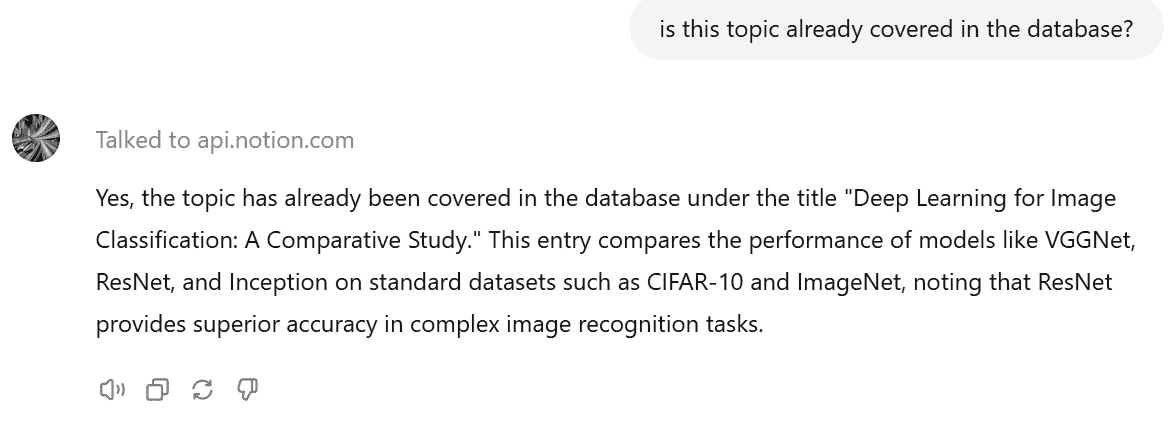 is this topic already covered in the database?
Talked to api.notion.com
Yes, the topic has already been covered in the database under the title "Deep Learning for Image
Classification: A Comparative Study." This entry compares the performance of models like VGGNet,
ResNet, and Inception on standard datasets such as CIFAR-10 and ImageNet, noting that ResNet
provides superior accuracy in complex image recognition tasks.